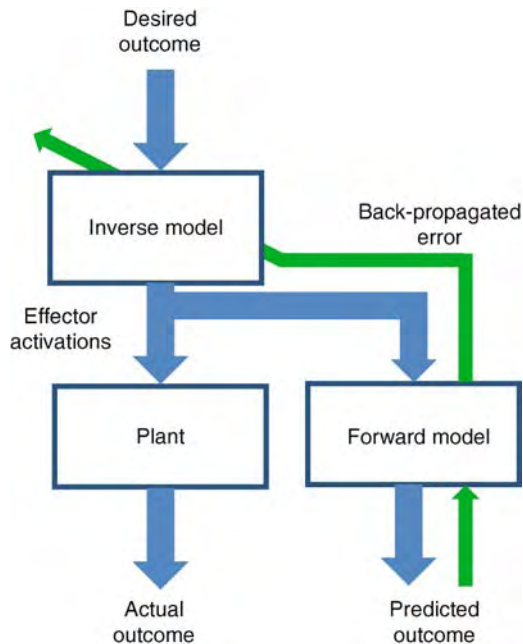 Desired
outcome
Inverse model
Back-propagated
error
Effector
activations
Plant
Forward model
Actual
outcome
Predicted
outcome